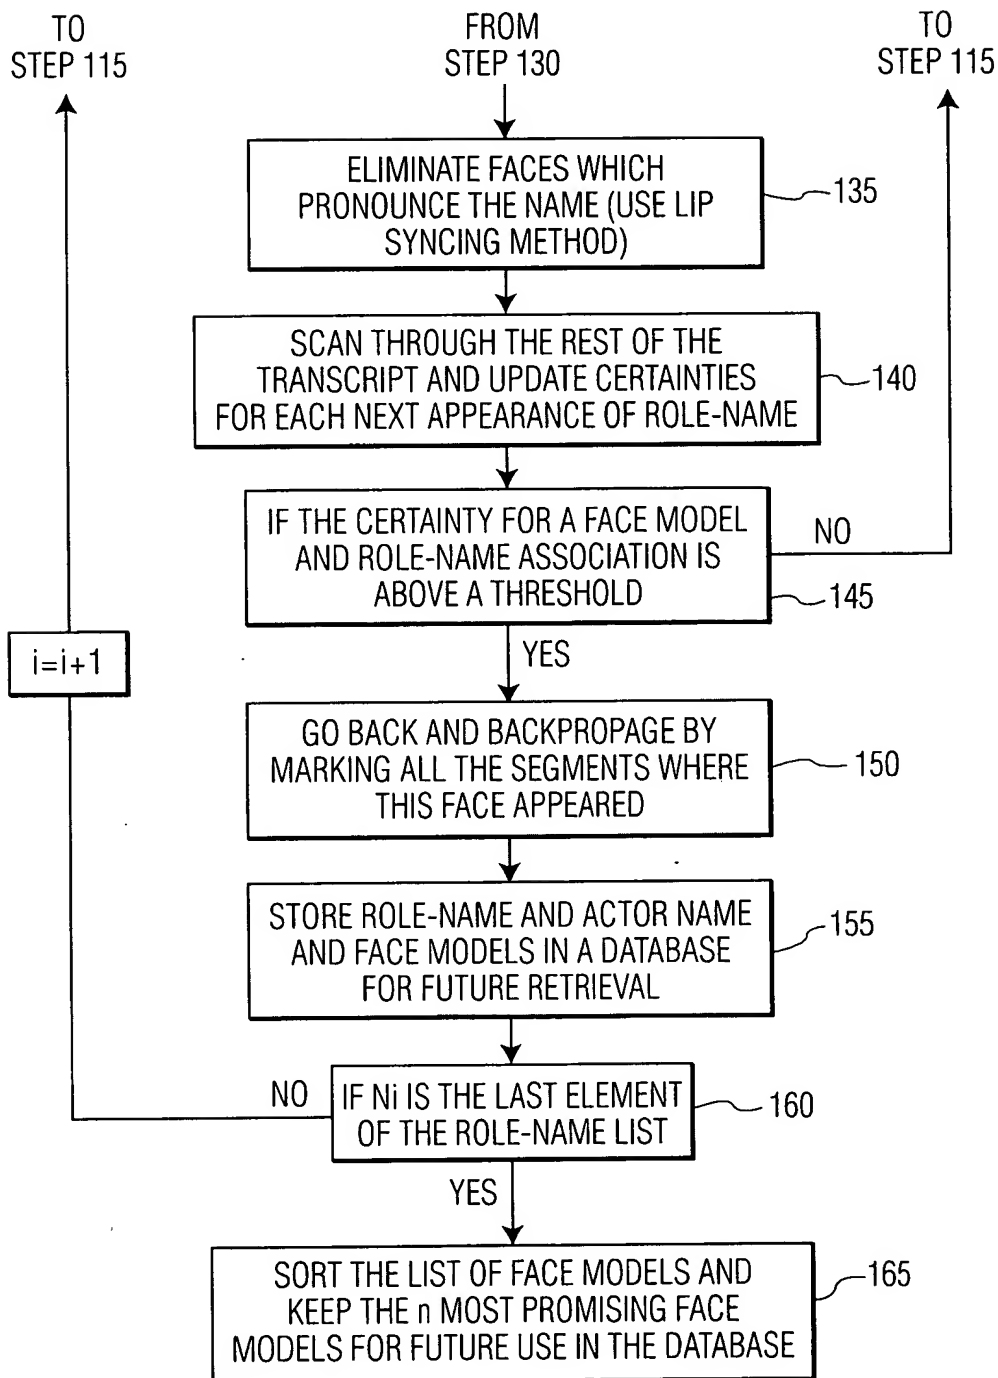 TO
STEP 115
FROM
STEP 130
TO
STEP 115
ELIMINATE FACES WHICH
PRONOUNCE THE NAME (USE LIP
SYNCING METHOD)
135
SCAN THROUGH THE REST OF THE
TRANSCRIPT AND UPDATE CERTAINTIES
FOR EACH NEXT APPEARANCE OF ROLE-NAME
140
IF THE CERTAINTY FOR A FACE MODEL
AND ROLE-NAME ASSOCIATION IS
ABOVE A THRESHOLD
NO
145
i=i+1
YES
GO BACK AND BACKPROPAGE BY
MARKING ALL THE SEGMENTS WHERE
THIS FACE APPEARED
150
STORE ROLE-NAME AND ACTOR NAME
AND FACE MODELS IN A DATABASE
FOR FUTURE RETRIEVAL
155
NO
IF Ni IS THE LAST ELEMENT
OF THE ROLE-NAME LIST
160
YES
SORT THE LIST OF FACE MODELS AND
KEEP THE n MOST PROMISING FACE
MODELS FOR FUTURE USE IN THE DATABASE
165